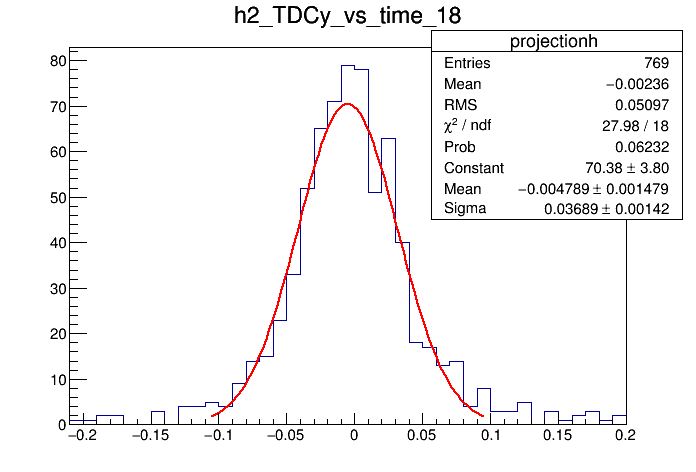 h2_TDCy_vs_time_18
projectionh
Entries 769
Mean −0.00236
RMS 0.05097
χ² / ndf 27.98 / 18
Prob 0.06232
Constant 70.38 ± 3.80
Mean −0.004789 ± 0.001479
Sigma 0.03689 ± 0.00142
80
70
60
50
40
30
20
10
0
−0.2 −0.15 −0.1 −0.05 0 0.05 0.1 0.15 0.2